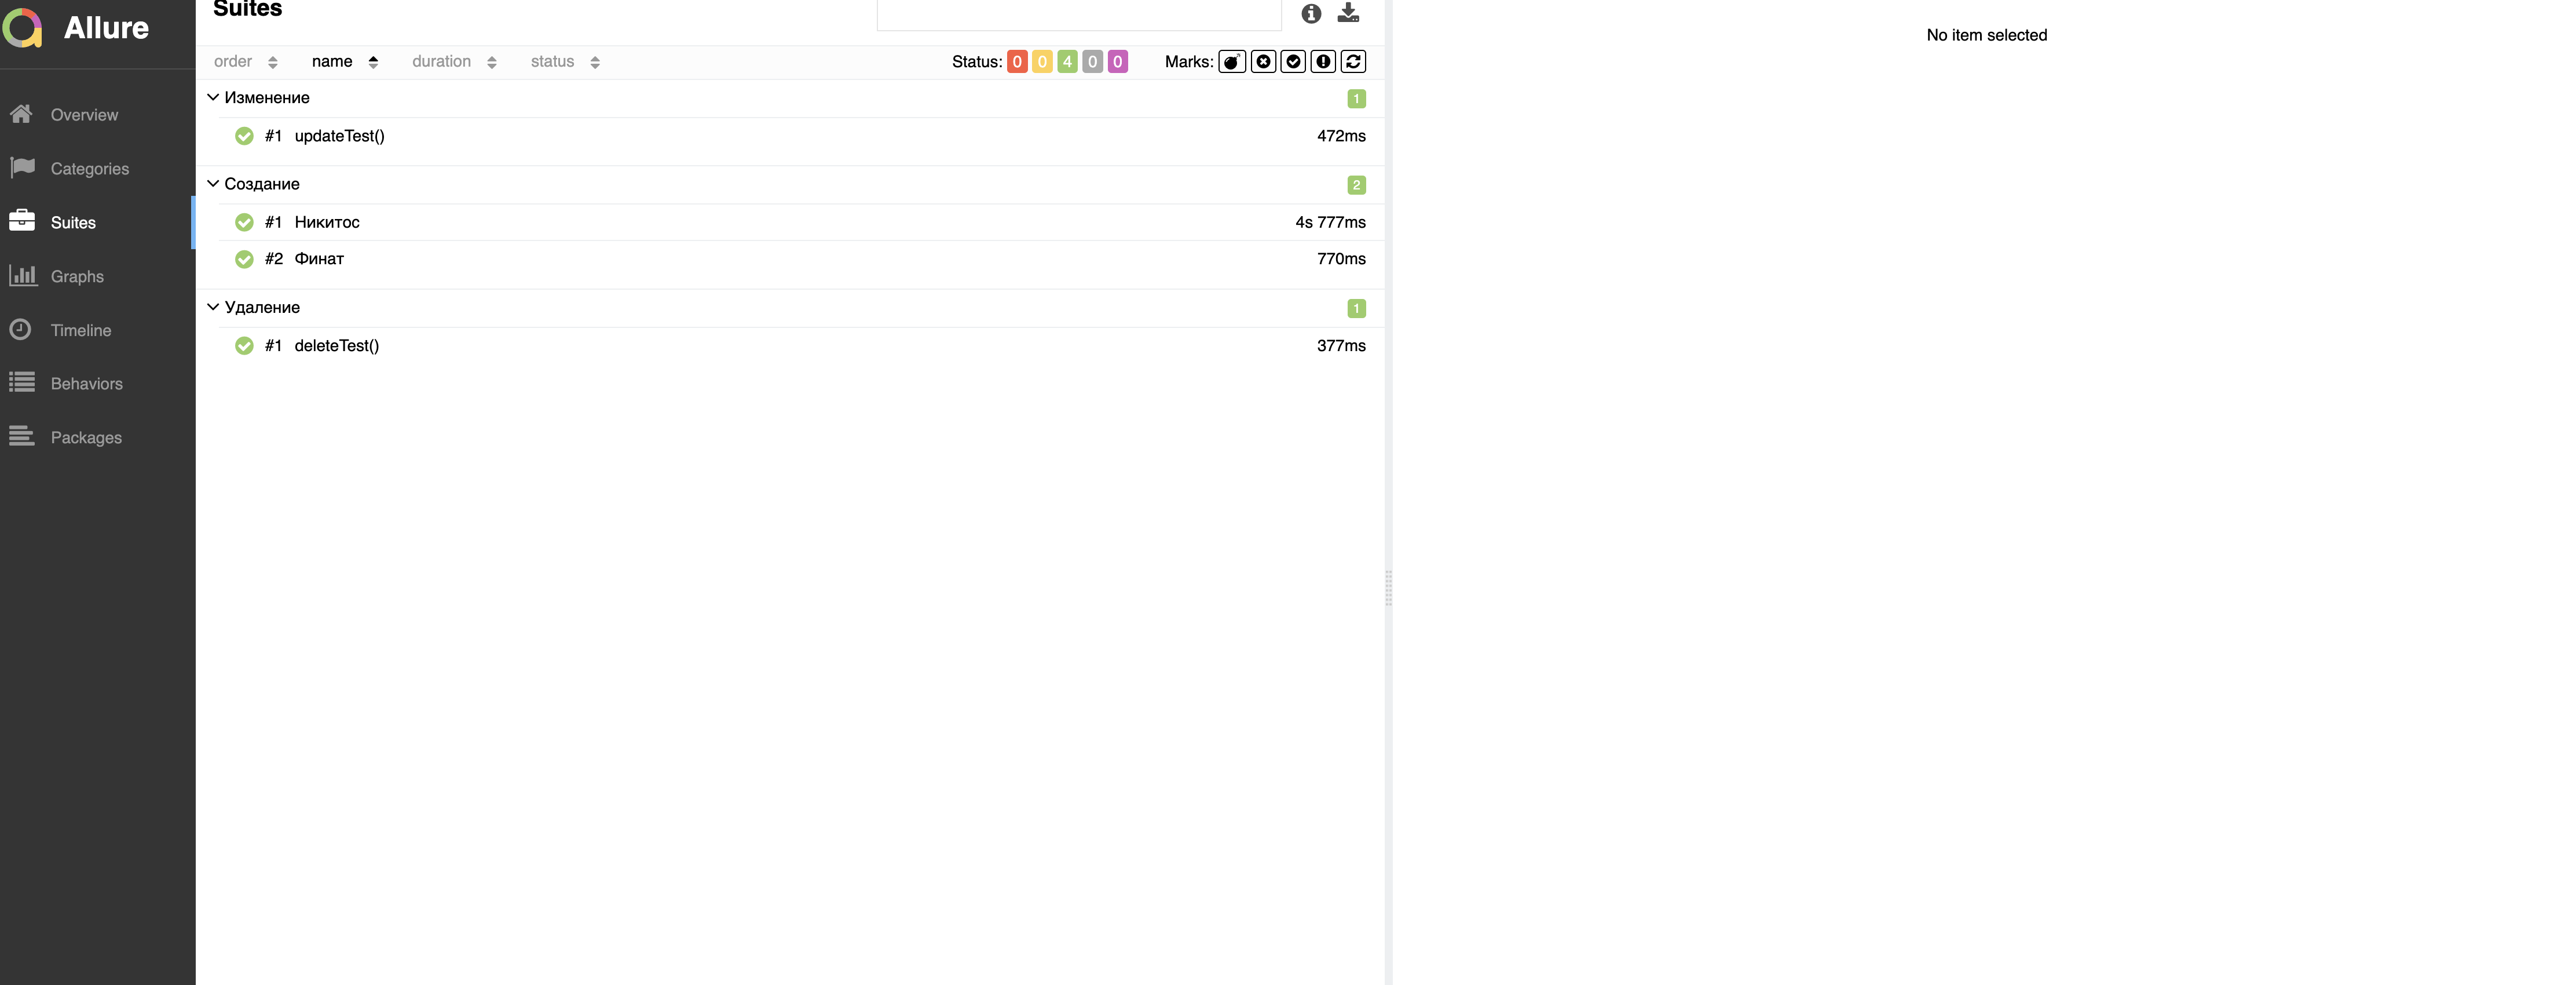 Allure
Overview
Categories
Suites
Graphs
Timeline
Behaviors
Packages
Suites
order name duration status Status: 0 0 4 0 0 Marks:
Изменение 1
#1 updateTest() 472ms
Создание 2
#1 Никитос 4s 777ms
#2 Финат 770ms
Удаление 1
#1 deleteTest() 377ms
No item selected